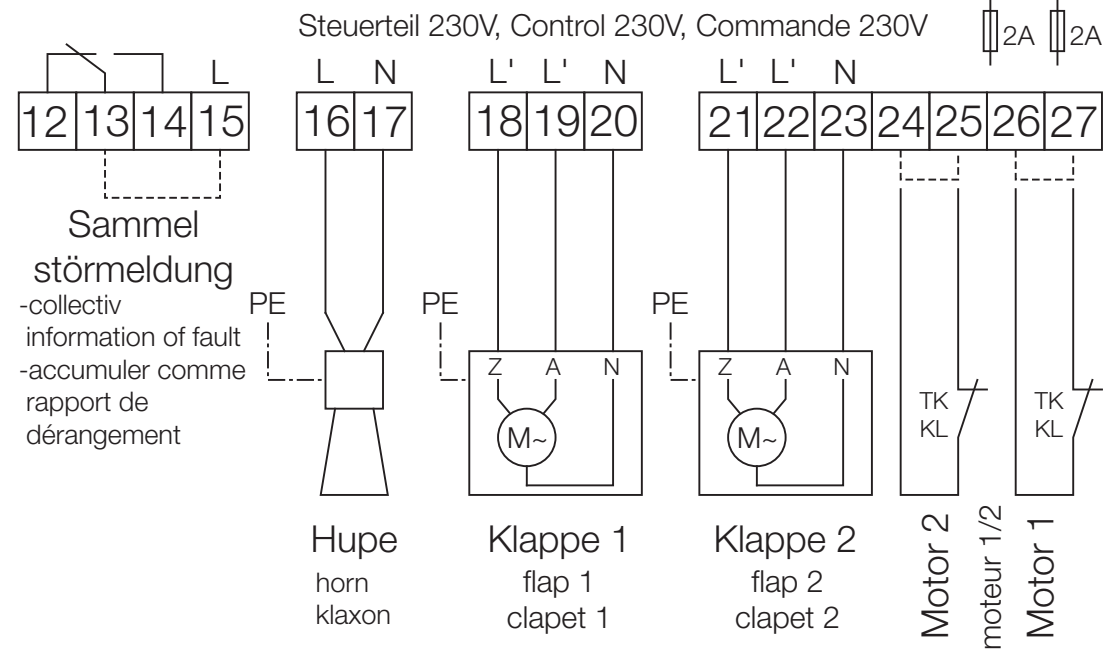 Steuerteil 230V, Control 230V, Commande 230V
2A 2A
L L N L' L' N L' L' N
12 13 14 15 16 17 18 19 20 21 22 23 24 25 26 27
Sammel
störmeldung
-collectiv
information of fault
-accumuler comme
rapport de
dérangement
PE PE PE
Z A N Z A N
M~ M~
TK TK
KL KL
Hupe
horn
klaxon
Klappe 1
flap 1
clapet 1
Klappe 2
flap 2
clapet 2
Motor 2
moteur 1/2
Motor 1